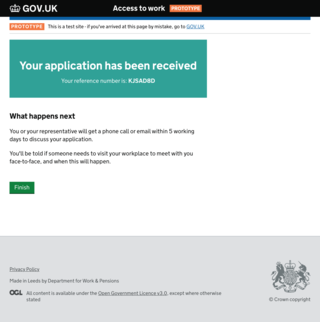 GOV.UK Access to work PROTOTYPE
PROTOTYPE This is a test site - if you've arrived at this page by mistake, go to GOV.UK
Your application has been received
Your reference number is: KJSADBD
What happens next
You or your representative will get a phone call or email within 5 working
days to discuss your application.
You'll be told if someone needs to visit your workplace to meet with you
face-to-face, and when this will happen.
Finish
Privacy Policy
Made in Leeds by Department for Work & Pensions
OGL All content is available under the Open Government Licence v3.0, except where otherwise
stated
© Crown copyright